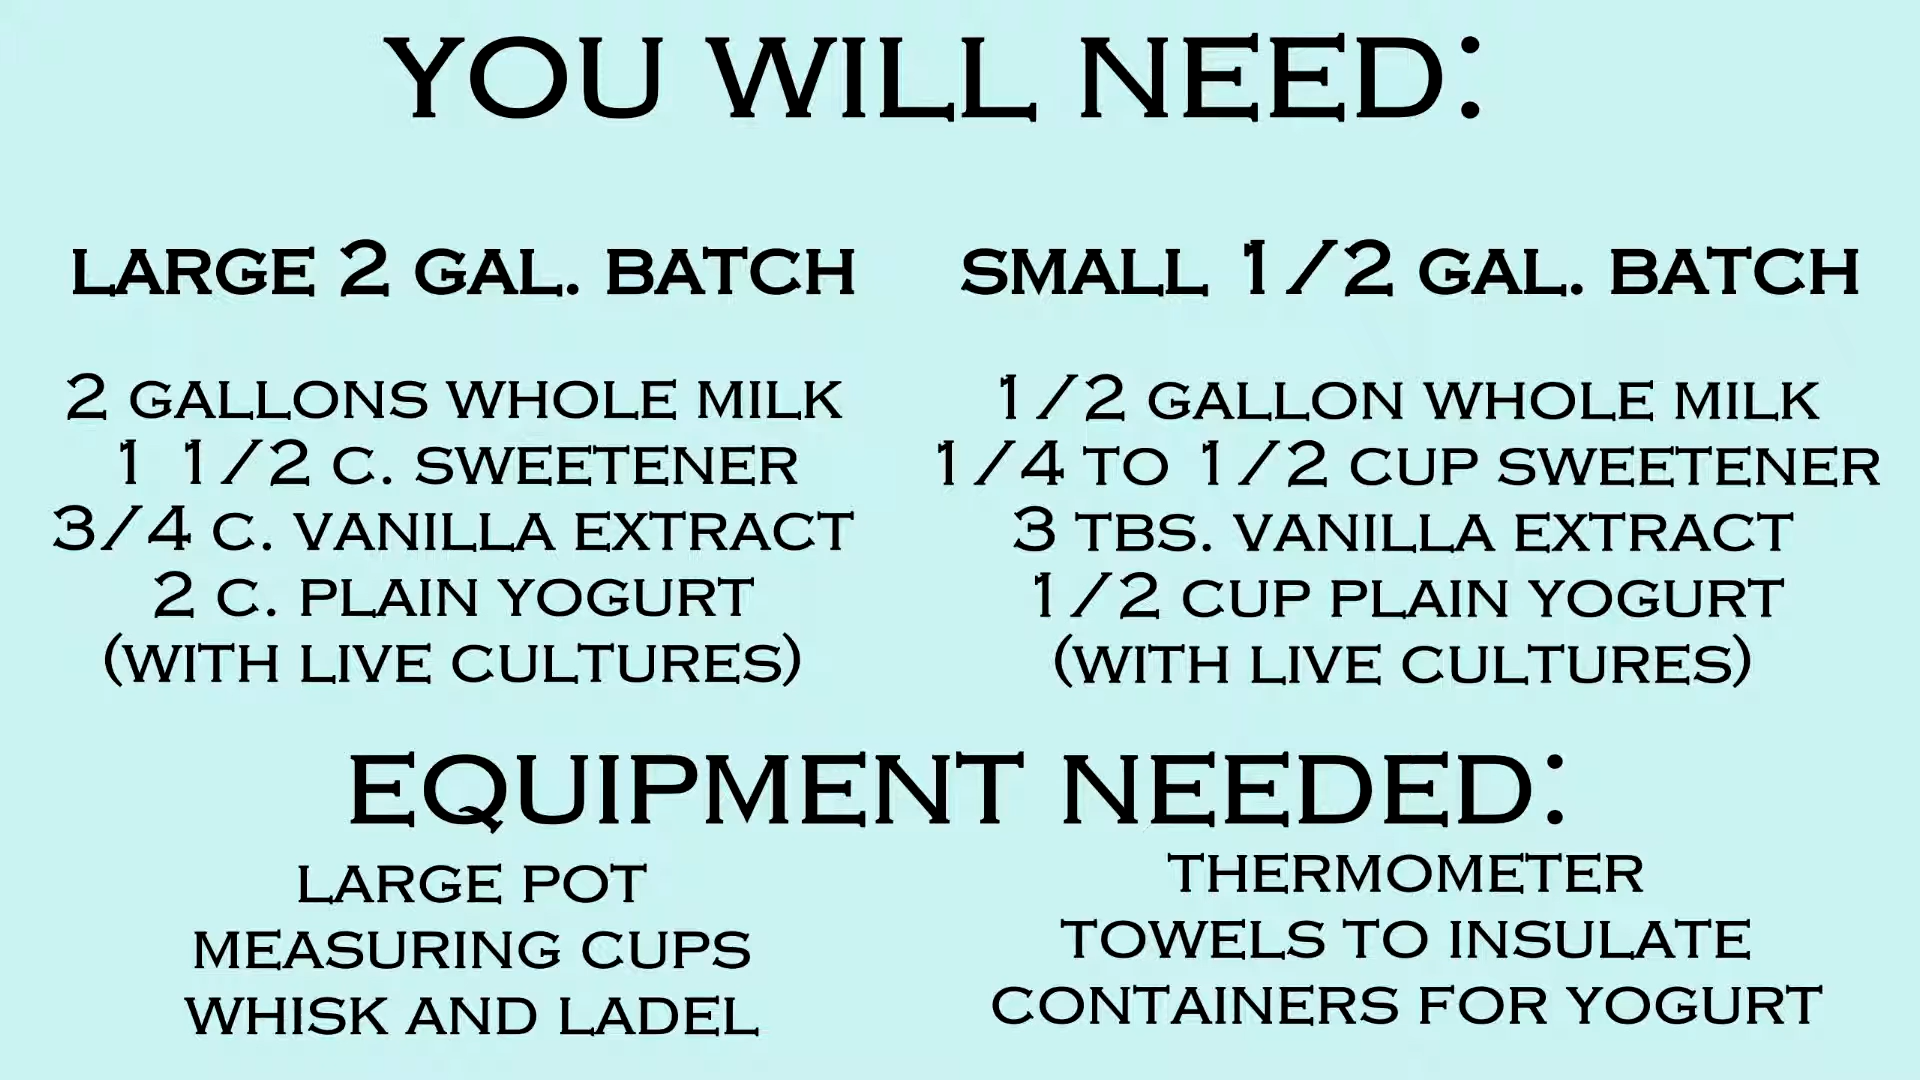 YOU WILL NEED:
LARGE 2 GAL. BATCH
2 GALLONS WHOLE MILK
1 1/2 C. SWEETENER
3/4 C. VANILLA EXTRACT
2 C. PLAIN YOGURT
(WITH LIVE CULTURES)
SMALL 1/2 GAL. BATCH
1/2 GALLON WHOLE MILK
1/4 TO 1/2 CUP SWEETENER
3 TBS. VANILLA EXTRACT
1/2 CUP PLAIN YOGURT
(WITH LIVE CULTURES)
EQUIPMENT NEEDED:
LARGE POT
MEASURING CUPS
WHISK AND LADEL
THERMOMETER
TOWELS TO INSULATE
CONTAINERS FOR YOGURT